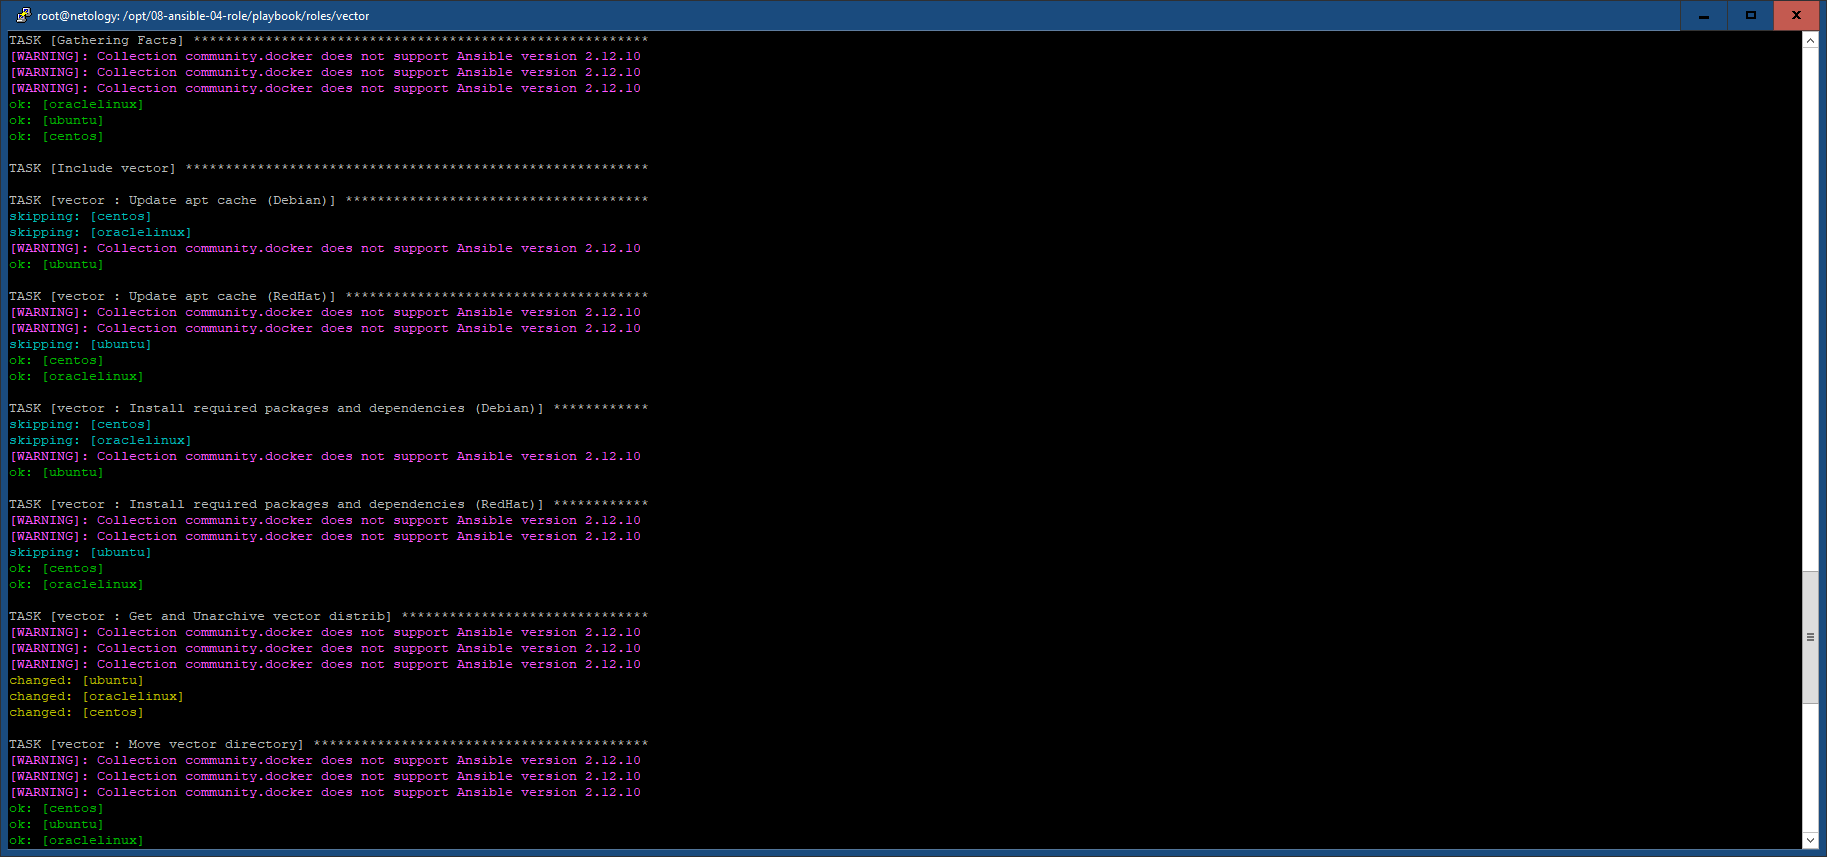 root@netology: /opt/08-ansible-04-role/playbook/roles/vector
TASK [Gathering Facts] *********************************************************
[WARNING]: Collection community.docker does not support Ansible version 2.12.10
[WARNING]: Collection community.docker does not support Ansible version 2.12.10
[WARNING]: Collection community.docker does not support Ansible version 2.12.10
ok: [oraclelinux]
ok: [ubuntu]
ok: [centos]
TASK [Include vector] **********************************************************
TASK [vector : Update apt cache (Debian)] **************************************
skipping: [centos]
skipping: [oraclelinux]
[WARNING]: Collection community.docker does not support Ansible version 2.12.10
ok: [ubuntu]
TASK [vector : Update apt cache (RedHat)] **************************************
[WARNING]: Collection community.docker does not support Ansible version 2.12.10
[WARNING]: Collection community.docker does not support Ansible version 2.12.10
skipping: [ubuntu]
ok: [centos]
ok: [oraclelinux]
TASK [vector : Install required packages and dependencies (Debian)] ************
skipping: [centos]
skipping: [oraclelinux]
[WARNING]: Collection community.docker does not support Ansible version 2.12.10
ok: [ubuntu]
TASK [vector : Install required packages and dependencies (RedHat)] ************
[WARNING]: Collection community.docker does not support Ansible version 2.12.10
[WARNING]: Collection community.docker does not support Ansible version 2.12.10
skipping: [ubuntu]
ok: [centos]
ok: [oraclelinux]
TASK [vector : Get and Unarchive vector distrib] *******************************
[WARNING]: Collection community.docker does not support Ansible version 2.12.10
[WARNING]: Collection community.docker does not support Ansible version 2.12.10
[WARNING]: Collection community.docker does not support Ansible version 2.12.10
changed: [ubuntu]
changed: [oraclelinux]
changed: [centos]
TASK [vector : Move vector directory] ******************************************
[WARNING]: Collection community.docker does not support Ansible version 2.12.10
[WARNING]: Collection community.docker does not support Ansible version 2.12.10
[WARNING]: Collection community.docker does not support Ansible version 2.12.10
ok: [centos]
ok: [ubuntu]
ok: [oraclelinux]